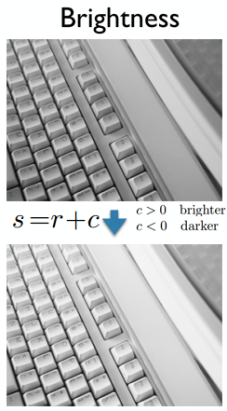 Brightness
s=r+c
c > 0 brighter
c < 0 darker